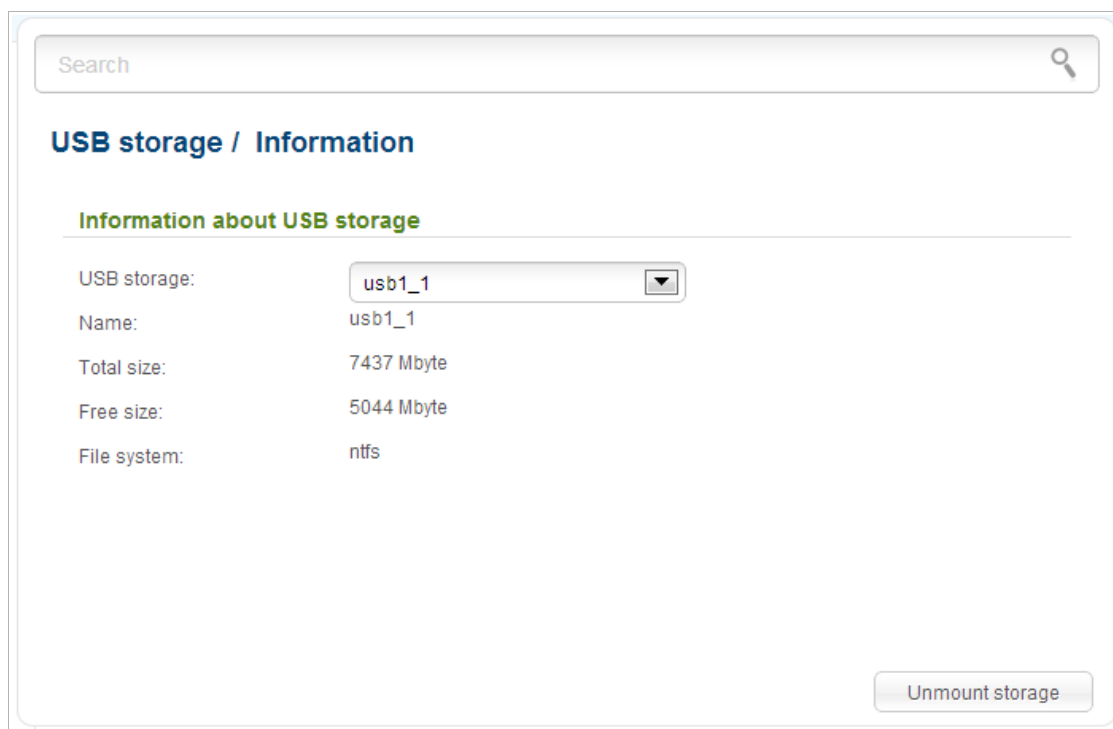 Search
USB storage / Information
Information about USB storage
USB storage: usb1_1
Name: usb1_1
Total size: 7437 Mbyte
Free size: 5044 Mbyte
File system: ntfs
Unmount storage